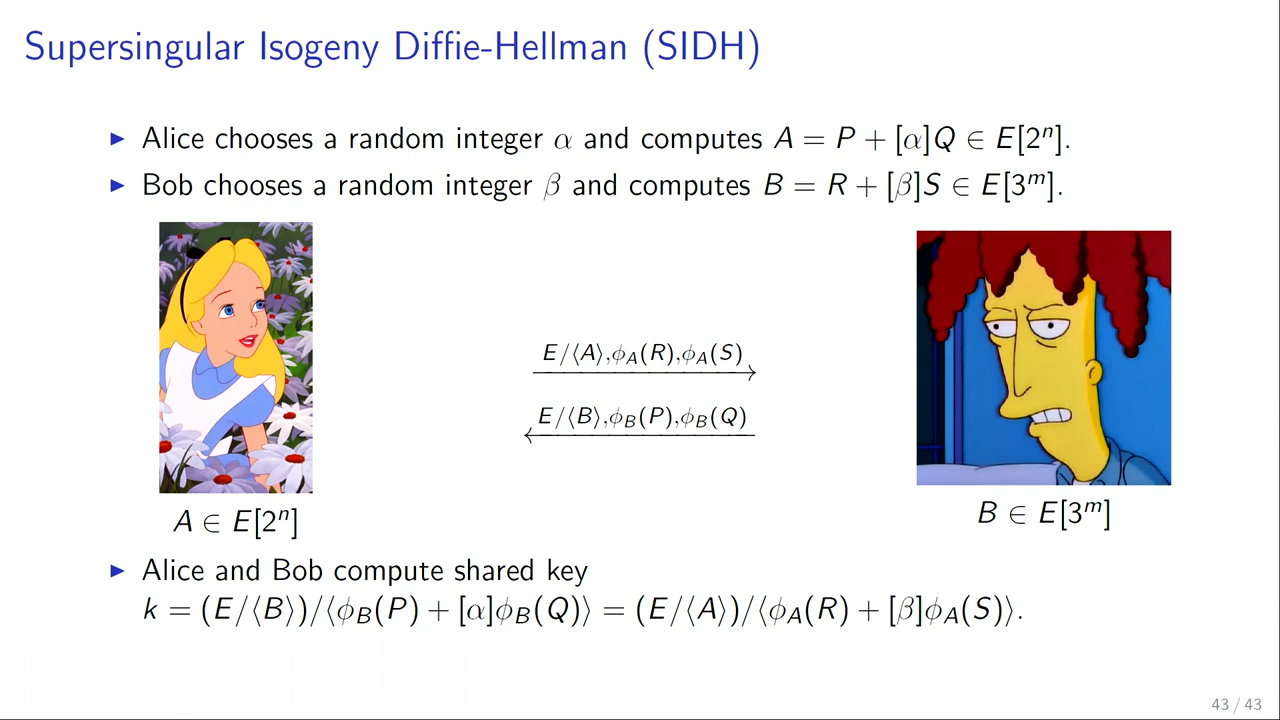 Supersingular Isogeny Diffie-Hellman (SIDH)
▶ Alice chooses a random integer α and computes A = P + [α]Q ∈ E[2ⁿ].
▶ Bob chooses a random integer β and computes B = R + [β]S ∈ E[3ᵐ].
E/⟨A⟩,ϕ_A(R),ϕ_A(S)
E/⟨B⟩,ϕ_B(P),ϕ_B(Q)
A ∈ E[2ⁿ]
B ∈ E[3ᵐ]
▶ Alice and Bob compute shared key
k = (E/⟨B⟩)/⟨ϕ_B(P) + [α]ϕ_B(Q)⟩ = (E/⟨A⟩)/⟨ϕ_A(R) + [β]ϕ_A(S)⟩.
43 / 43